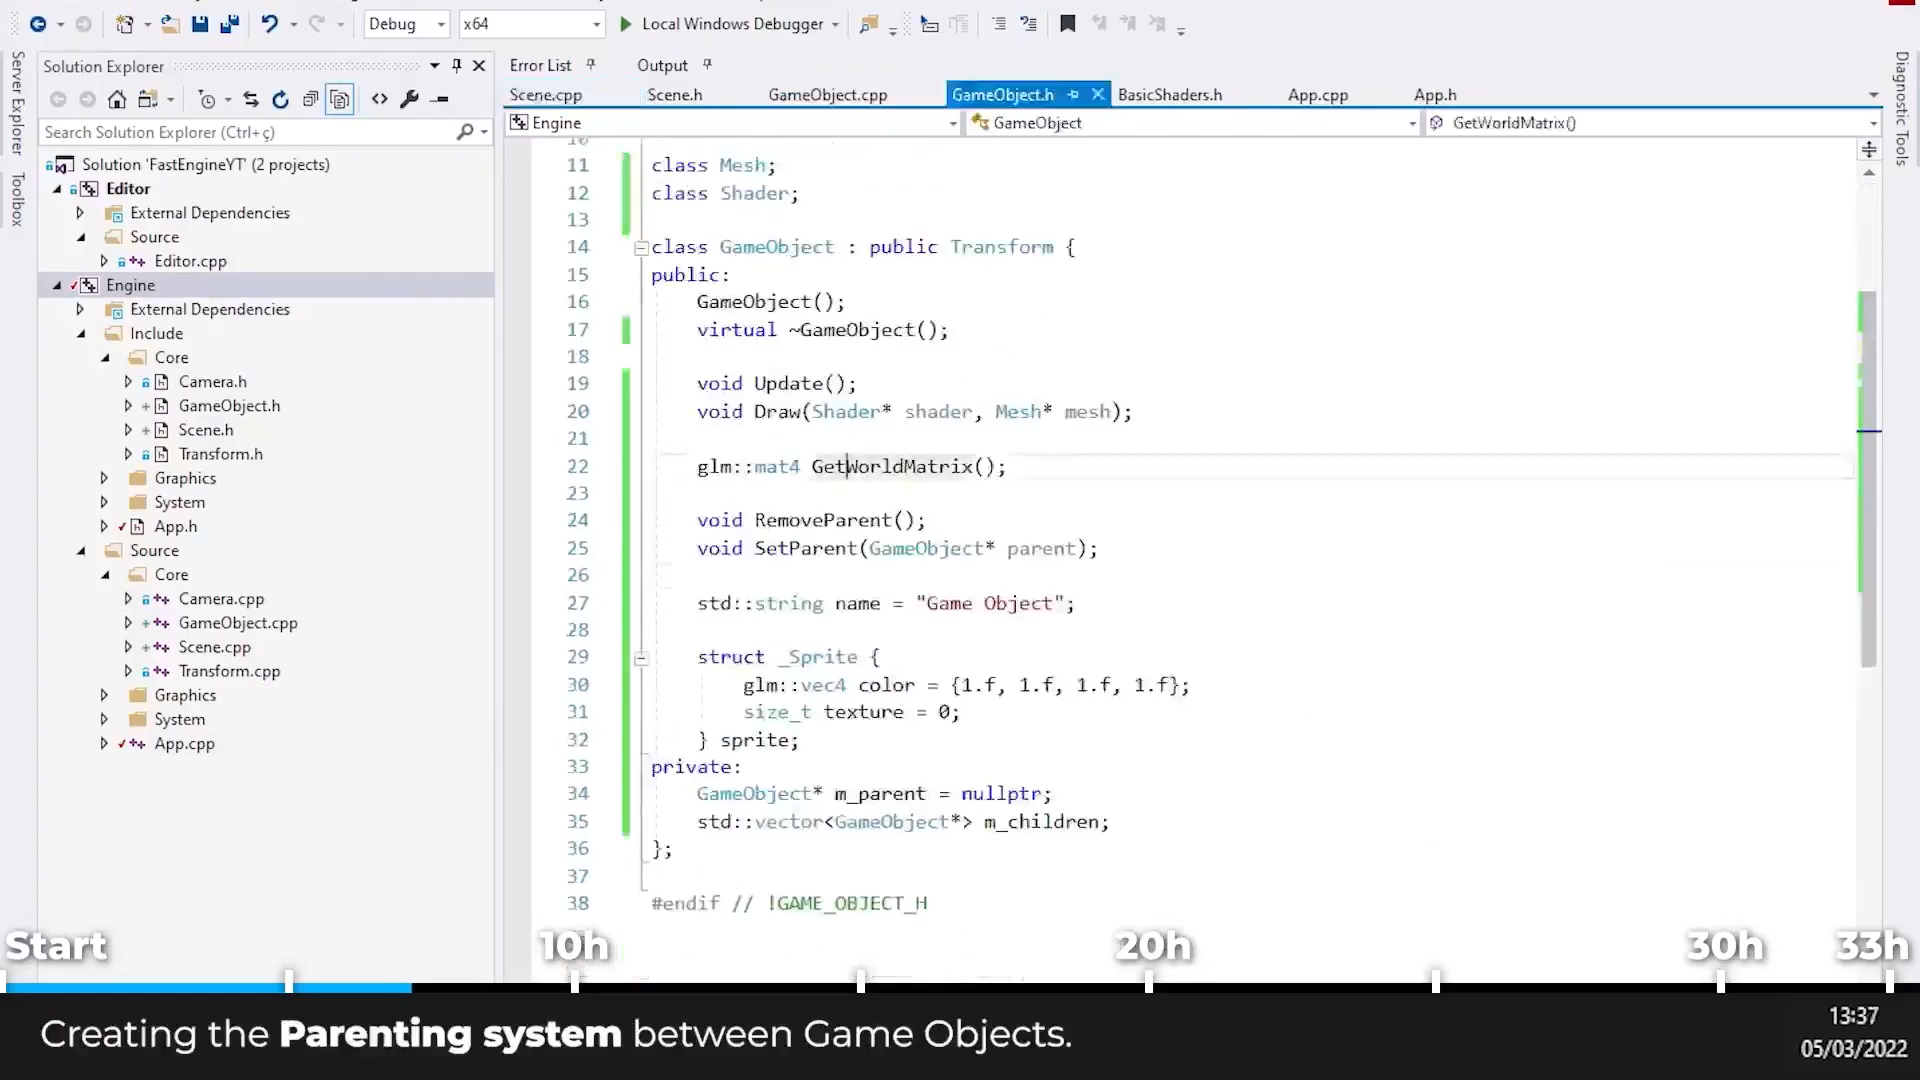 Debug
x64
Local Windows Debugger
Server Explorer
Toolbox
Solution Explorer
Search Solution Explorer (Ctrl+ç)
Solution 'FastEngineYT' (2 projects)
Editor
External Dependencies
Source
Editor.cpp
Engine
External Dependencies
Include
Core
Camera.h
GameObject.h
Scene.h
Transform.h
Graphics
System
App.h
Source
Core
Camera.cpp
GameObject.cpp
Scene.cpp
Transform.cpp
Graphics
System
App.cpp
Error List
Output
Scene.cpp Scene.h GameObject.cpp GameObject.h BasicShaders.h App.cpp App.h
Engine GameObject GetWorldMatrix()
11 class Mesh;
12 class Shader;
13
14 class GameObject : public Transform {
15 public:
16 GameObject();
17 virtual ~GameObject();
18
19 void Update();
20 void Draw(Shader* shader, Mesh* mesh);
21
22 glm::mat4 GetWorldMatrix();
23
24 void RemoveParent();
25 void SetParent(GameObject* parent);
26
27 std::string name = "Game Object";
28
29 struct _Sprite {
30 glm::vec4 color = {1.f, 1.f, 1.f, 1.f};
31 size_t texture = 0;
32 } sprite;
33 private:
34 GameObject* m_parent = nullptr;
35 std::vector<GameObject*> m_children;
36 };
37
38 #endif // !GAME_OBJECT_H
Diagnostic Tools
Start 10h 20h 30h 33h
Creating the Parenting system between Game Objects.
13:37
05/03/2022